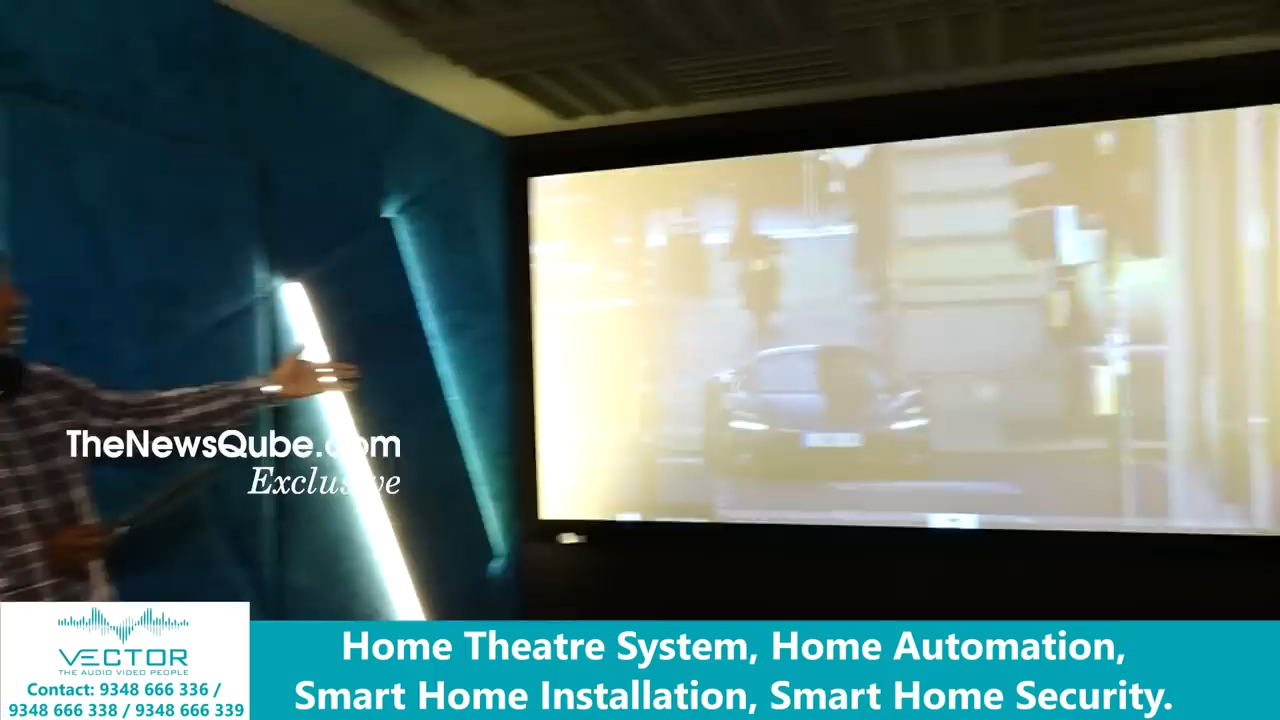 TheNewsQube.com
Exclusive
VECTOR
THE AUDIO VIDEO PEOPLE
Contact: 9348 666 336 /
9348 666 338 / 9348 666 339
Home Theatre System, Home Automation,
Smart Home Installation, Smart Home Security.